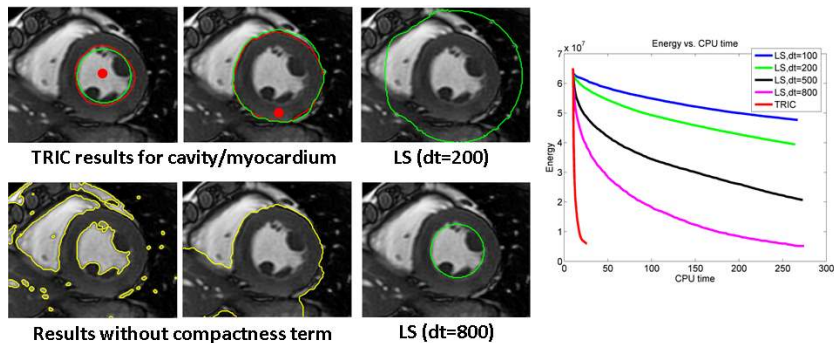 TRIC results for cavity/myocardium
LS (dt=200)
Results without compactness term
LS (dt=800)
Energy vs. CPU time
x 10^7
LS,dt=100
LS,dt=200
LS,dt=500
LS,dt=800
TRIC
Energy
7
6
5
4
3
2
1
0
0 50 100 150 200 250 300
CPU time